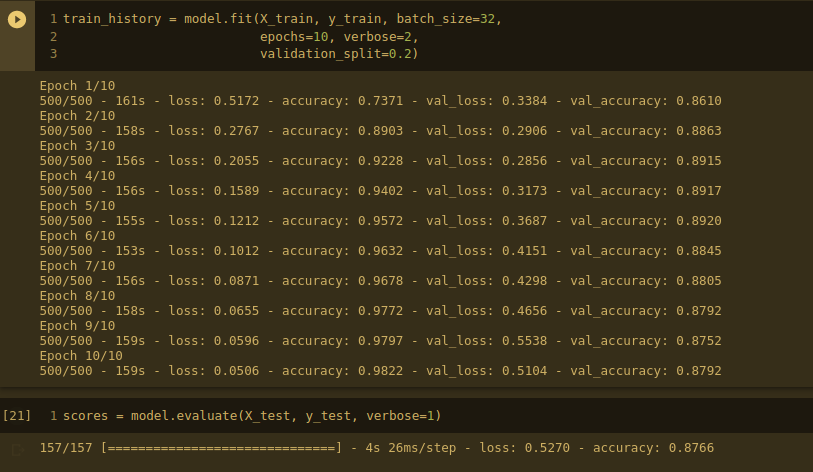 1 train_history = model.fit(X_train, y_train, batch_size=32,
2 epochs=10, verbose=2,
3 validation_split=0.2)
Epoch 1/10
500/500 - 161s - loss: 0.5172 - accuracy: 0.7371 - val_loss: 0.3384 - val_accuracy: 0.8610
Epoch 2/10
500/500 - 158s - loss: 0.2767 - accuracy: 0.8903 - val_loss: 0.2906 - val_accuracy: 0.8863
Epoch 3/10
500/500 - 156s - loss: 0.2055 - accuracy: 0.9228 - val_loss: 0.2856 - val_accuracy: 0.8915
Epoch 4/10
500/500 - 156s - loss: 0.1589 - accuracy: 0.9402 - val_loss: 0.3173 - val_accuracy: 0.8917
Epoch 5/10
500/500 - 155s - loss: 0.1212 - accuracy: 0.9572 - val_loss: 0.3687 - val_accuracy: 0.8920
Epoch 6/10
500/500 - 153s - loss: 0.1012 - accuracy: 0.9632 - val_loss: 0.4151 - val_accuracy: 0.8845
Epoch 7/10
500/500 - 156s - loss: 0.0871 - accuracy: 0.9678 - val_loss: 0.4298 - val_accuracy: 0.8805
Epoch 8/10
500/500 - 158s - loss: 0.0655 - accuracy: 0.9772 - val_loss: 0.4656 - val_accuracy: 0.8792
Epoch 9/10
500/500 - 159s - loss: 0.0596 - accuracy: 0.9797 - val_loss: 0.5538 - val_accuracy: 0.8752
Epoch 10/10
500/500 - 159s - loss: 0.0506 - accuracy: 0.9822 - val_loss: 0.5104 - val_accuracy: 0.8792
[21] 1 scores = model.evaluate(X_test, y_test, verbose=1)
157/157 [==============================] - 4s 26ms/step - loss: 0.5270 - accuracy: 0.8766